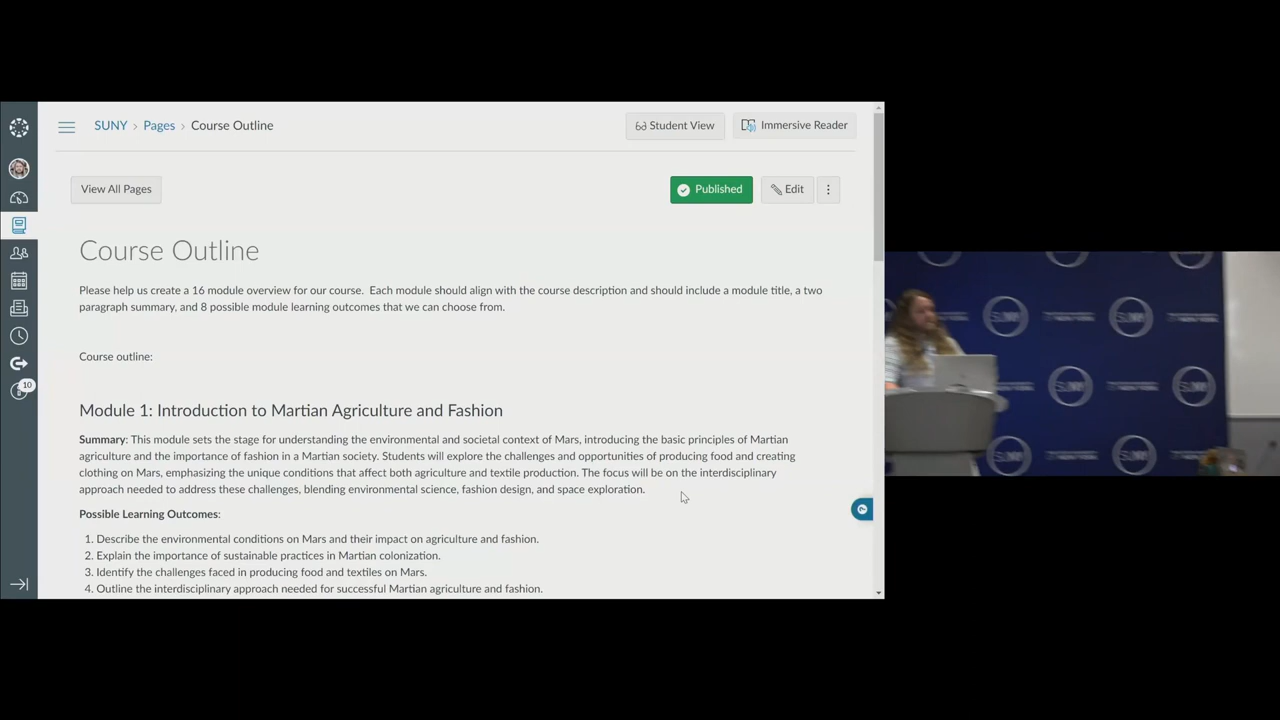 SUNY › Pages › Course Outline
Student View
Immersive Reader
View All Pages
Published
Edit
Course Outline
Please help us create a 16 module overview for our course. Each module should align with the course description and should include a module title, a two
paragraph summary, and 8 possible module learning outcomes that we can choose from.
Course outline:
Module 1: Introduction to Martian Agriculture and Fashion
Summary: This module sets the stage for understanding the environmental and societal context of Mars, introducing the basic principles of Martian
agriculture and the importance of fashion in a Martian society. Students will explore the challenges and opportunities of producing food and creating
clothing on Mars, emphasizing the unique conditions that affect both agriculture and textile production. The focus will be on the interdisciplinary
approach needed to address these challenges, blending environmental science, fashion design, and space exploration.
Possible Learning Outcomes:
1. Describe the environmental conditions on Mars and their impact on agriculture and fashion.
2. Explain the importance of sustainable practices in Martian colonization.
3. Identify the challenges faced in producing food and textiles on Mars.
4. Outline the interdisciplinary approach needed for successful Martian agriculture and fashion.
10
SUNY
SUNY
SUNY
SUNY